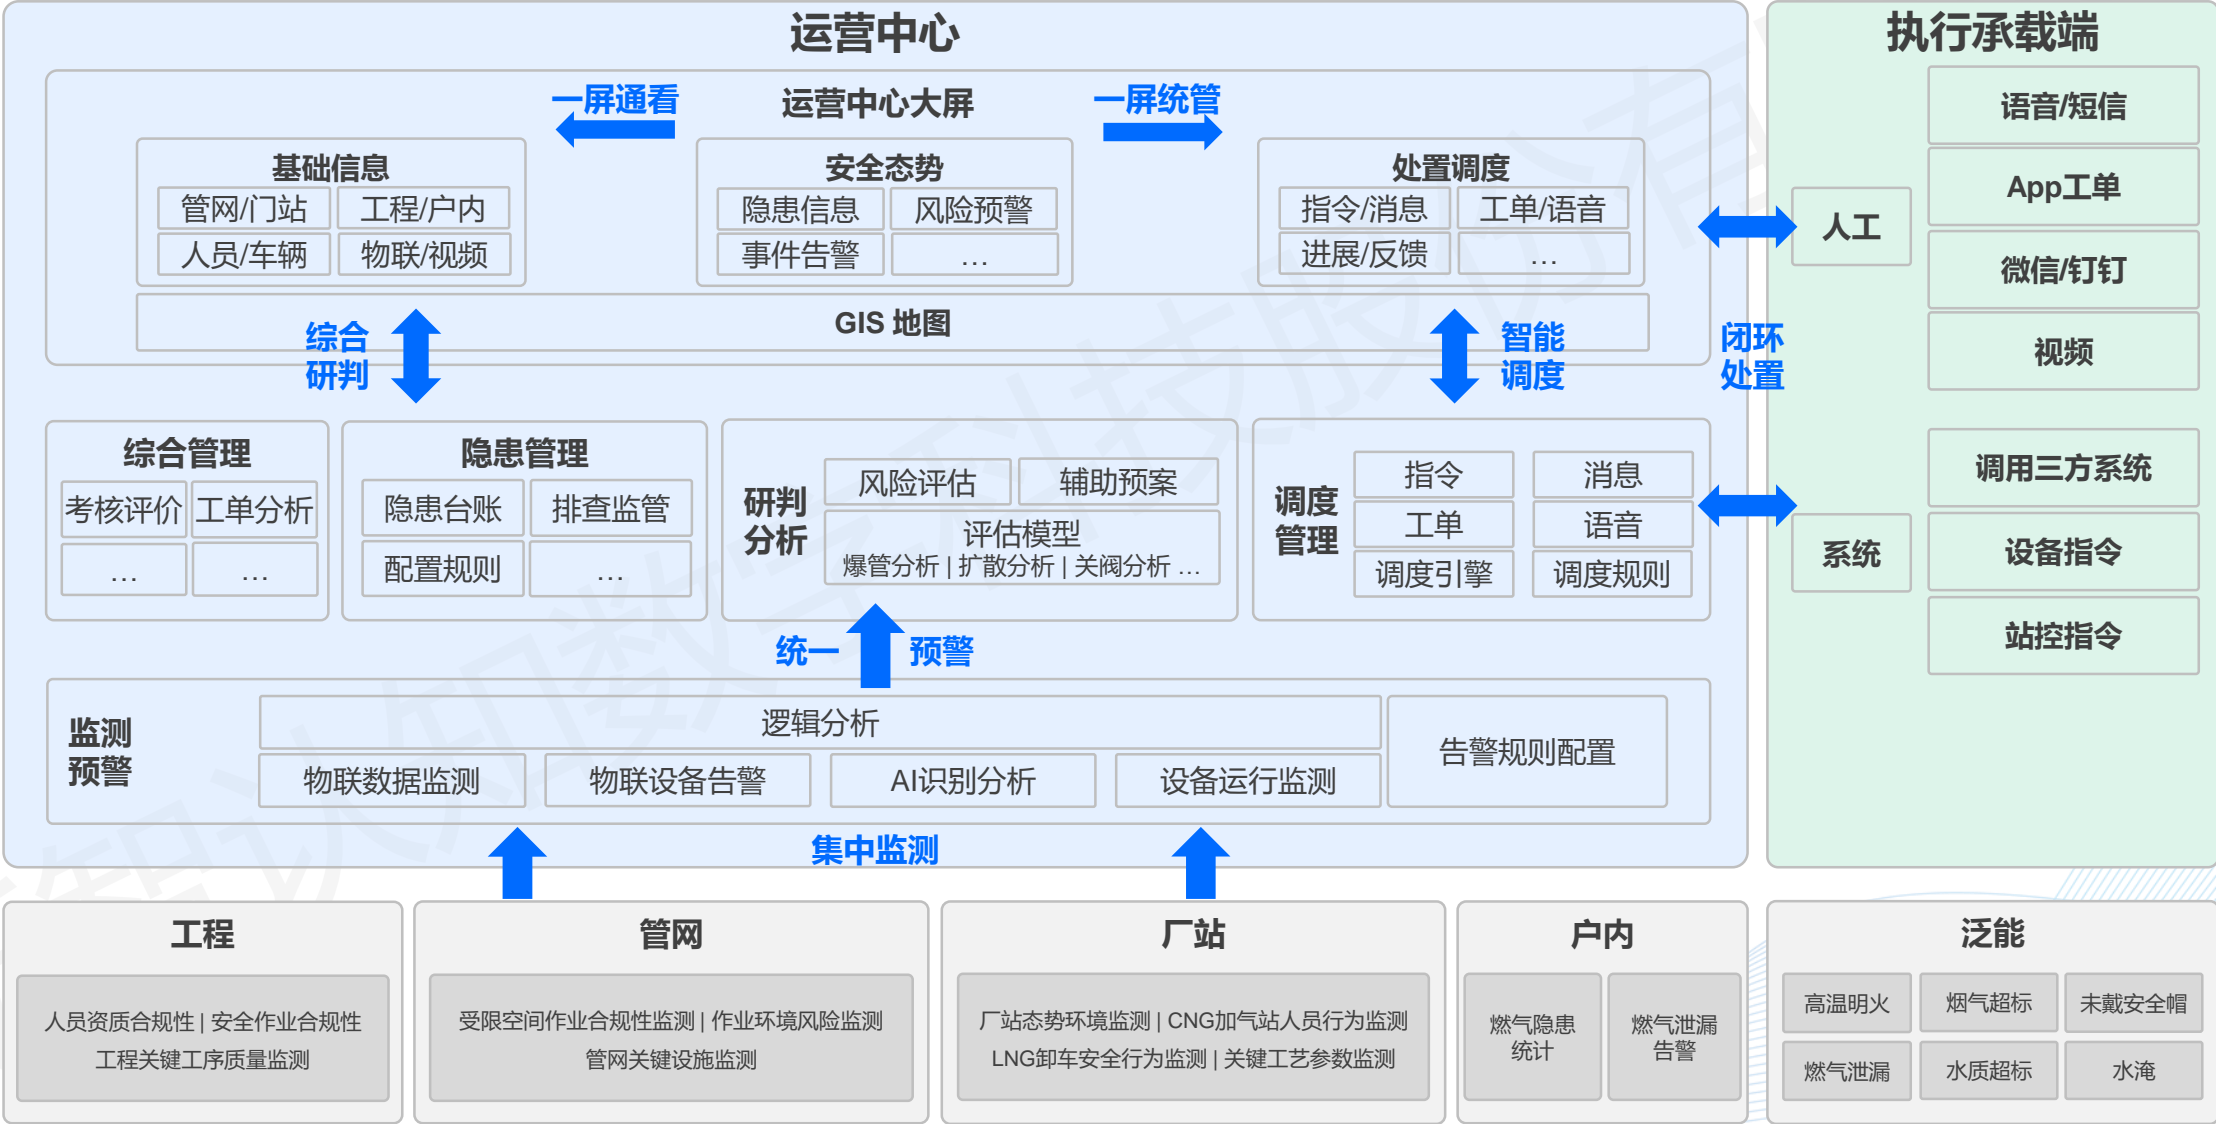 运营中心
运营中心大屏
一屏通看
一屏统管
基础信息
管网/门站
工程/户内
人员/车辆
物联/视频
安全态势
隐患信息
风险预警
事件告警
…
处置调度
指令/消息
工单/语音
进展/反馈
…
GIS 地图
综合
研判
智能
调度
闭环
处置
综合管理
考核评价
工单分析
…
…
隐患管理
隐患台账
排查监管
配置规则
…
研判
分析
风险评估
辅助预案
评估模型
爆管分析 | 扩散分析 | 关阀分析 …
调度
管理
指令
消息
工单
语音
调度引擎
调度规则
统一
预警
监测
预警
逻辑分析
物联数据监测
物联设备告警
AI识别分析
设备运行监测
告警规则配置
集中监测
执行承载端
人工
语音/短信
App工单
微信/钉钉
视频
系统
调用三方系统
设备指令
站控指令
工程
人员资质合规性 | 安全作业合规性
工程关键工序质量监测
管网
受限空间作业合规性监测 | 作业环境风险监测
管网关键设施监测
厂站
厂站态势环境监测 | CNG加气站人员行为监测
LNG卸车安全行为监测 | 关键工艺参数监测
户内
燃气隐患
统计
燃气泄漏
告警
泛能
高温明火
烟气超标
未戴安全帽
燃气泄漏
水质超标
水淹
智认知数字科技股份有